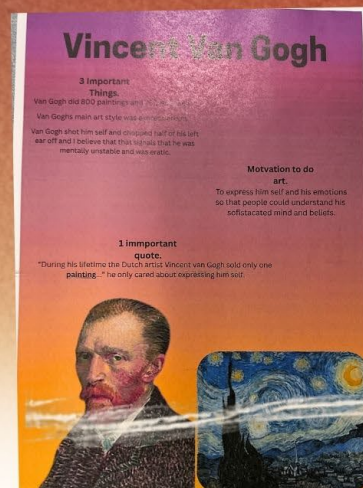 Vincent Van Gogh
3 Important
Things.
Van Gogh did 800 paintings and
Van Goghs main art style was
Van Gogh shot him self and chopped half of his left
ear off and I believe that that signals that he was
mentally unstable and was eratic.
Motvation to do
art.
To express him self and his emotions
so that people could understand his
sofistacated mind and beliefs.
1 immportant
quote.
"During his lifetime the Dutch artist Vincent van Gogh sold only one
painting..." he only cared about expressing him self.